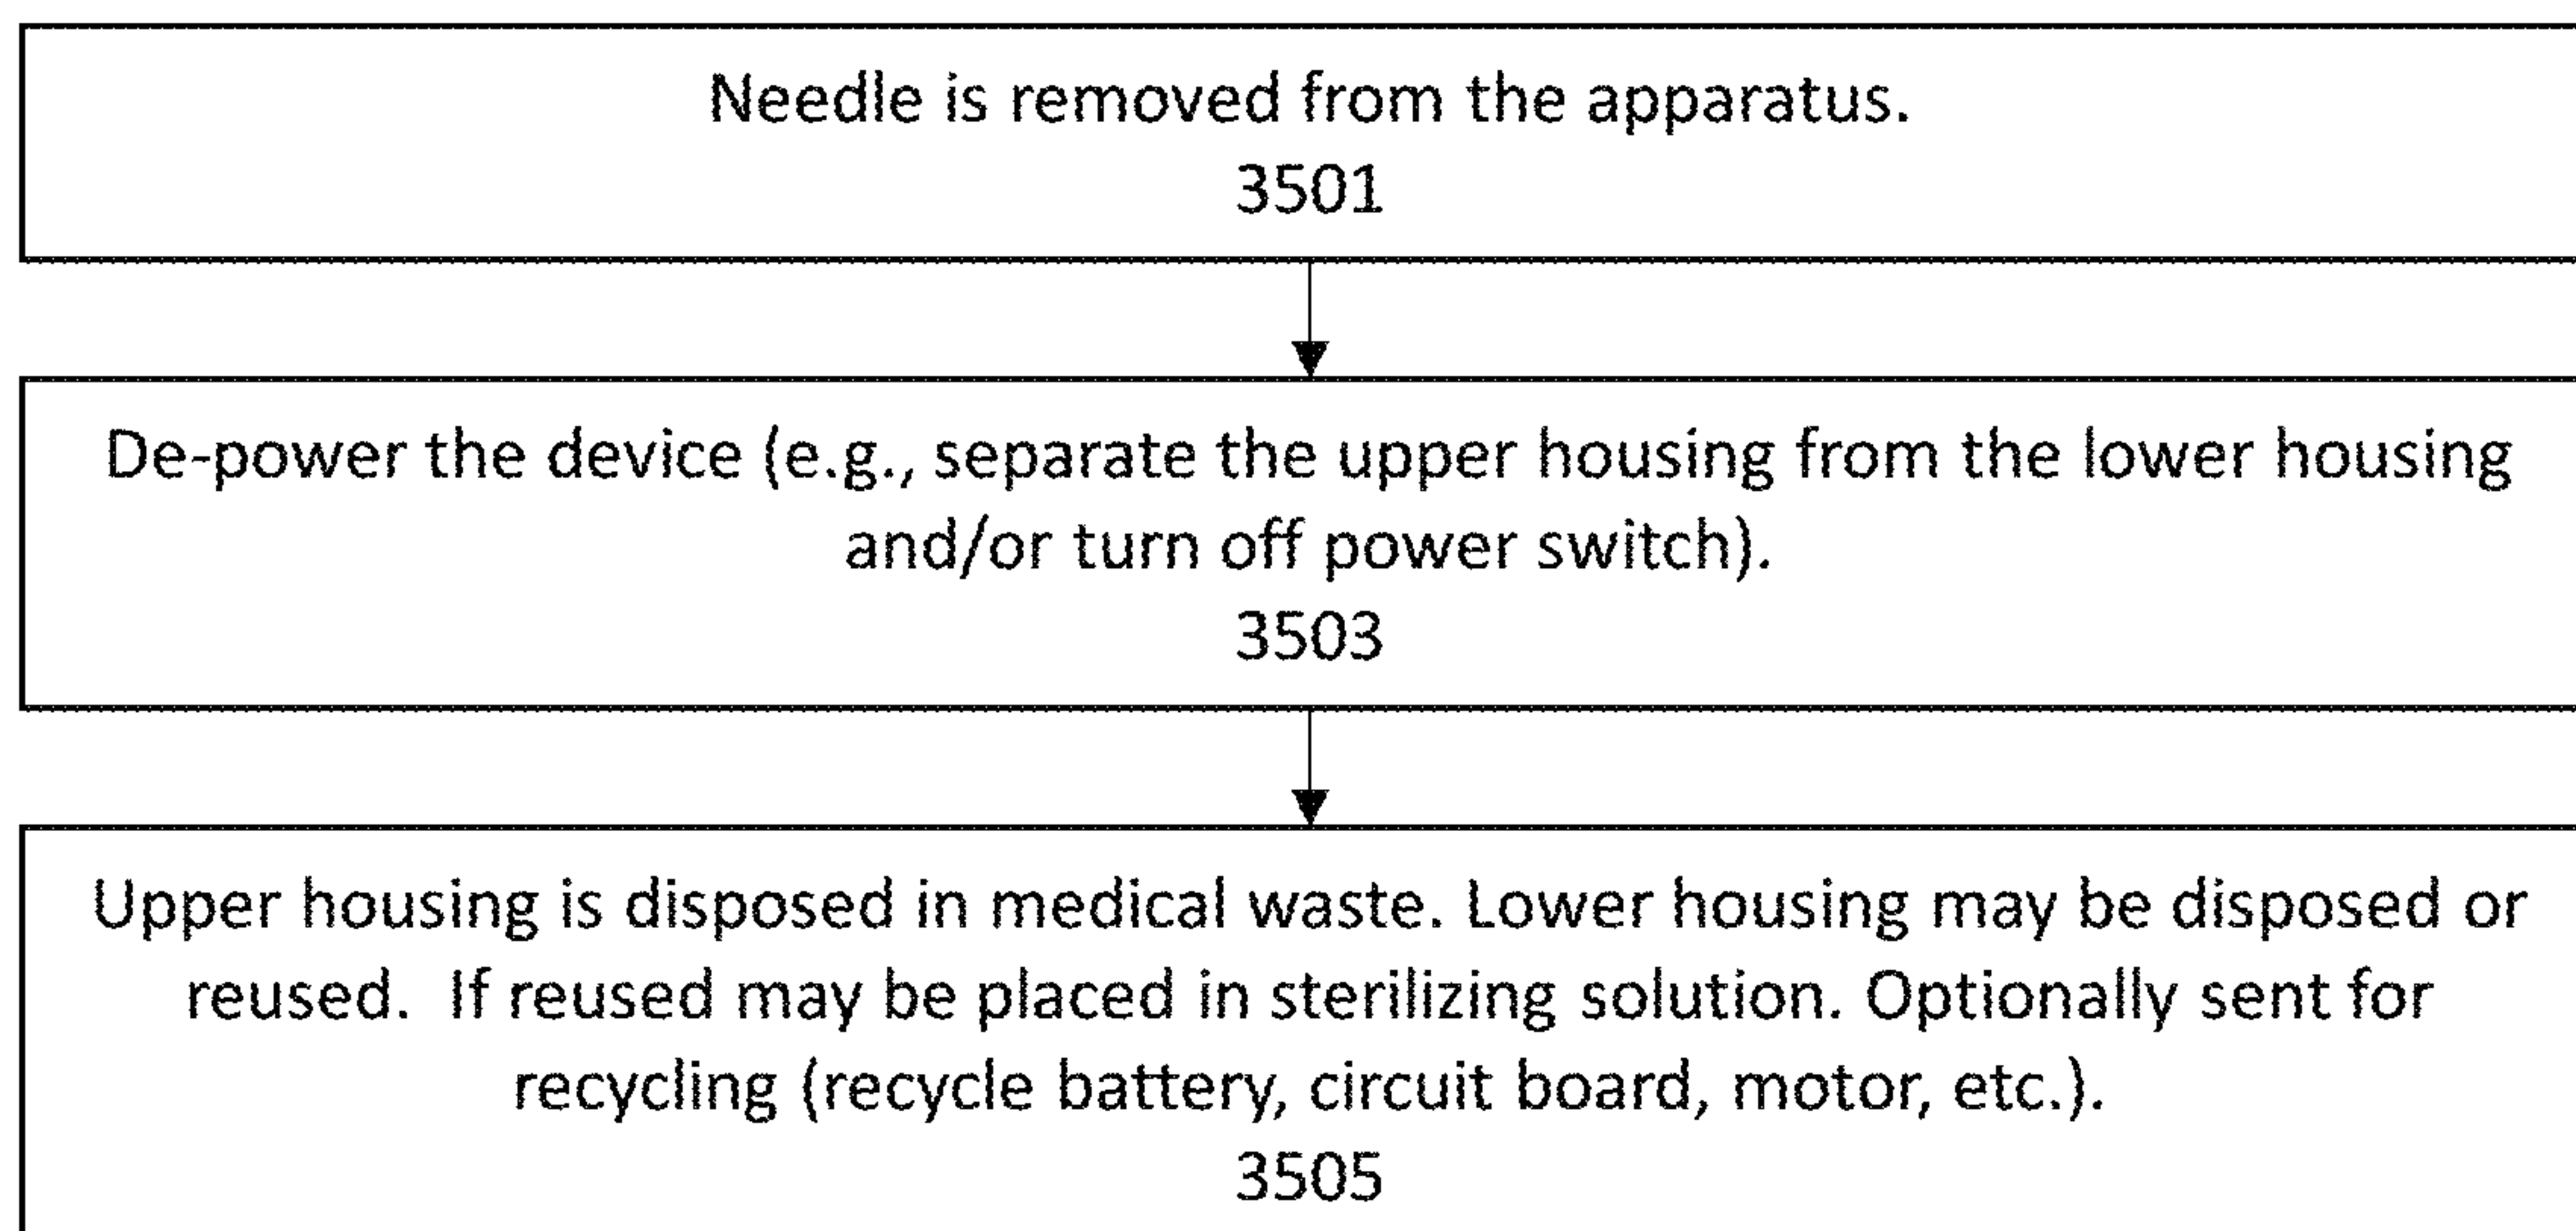 Needle is removed from the apparatus.
3501
De-power the device (e.g., separate the upper housing from the lower housing
and/or turn off power switch).
3503
Upper housing is disposed in medical waste. Lower housing may be disposed or
reused.  If reused may be placed in sterilizing solution. Optionally sent for
recycling (recycle battery, circuit board, motor, etc.).
3505